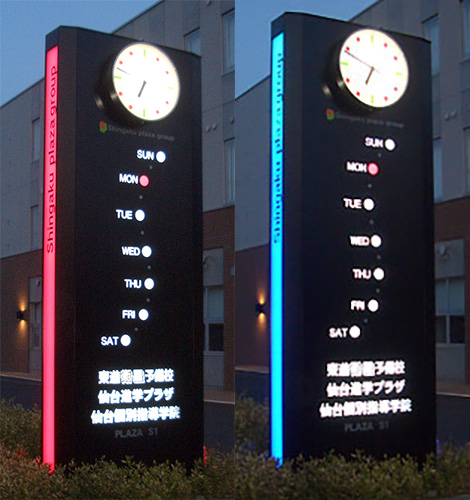 Shingaku plaza group
Shingaku plaza group
SUN
MON
TUE
WED
THU
FRI
SAT
東進衛星予備校
仙台進学プラザ
仙台個別指導学院
PLAZA S1
Shingaku plaza group
Shingaku plaza group
SUN
MON
TUE
WED
THU
FRI
SAT
東進衛星予備校
仙台進学プラザ
仙台個別指導学院
PLAZA S1